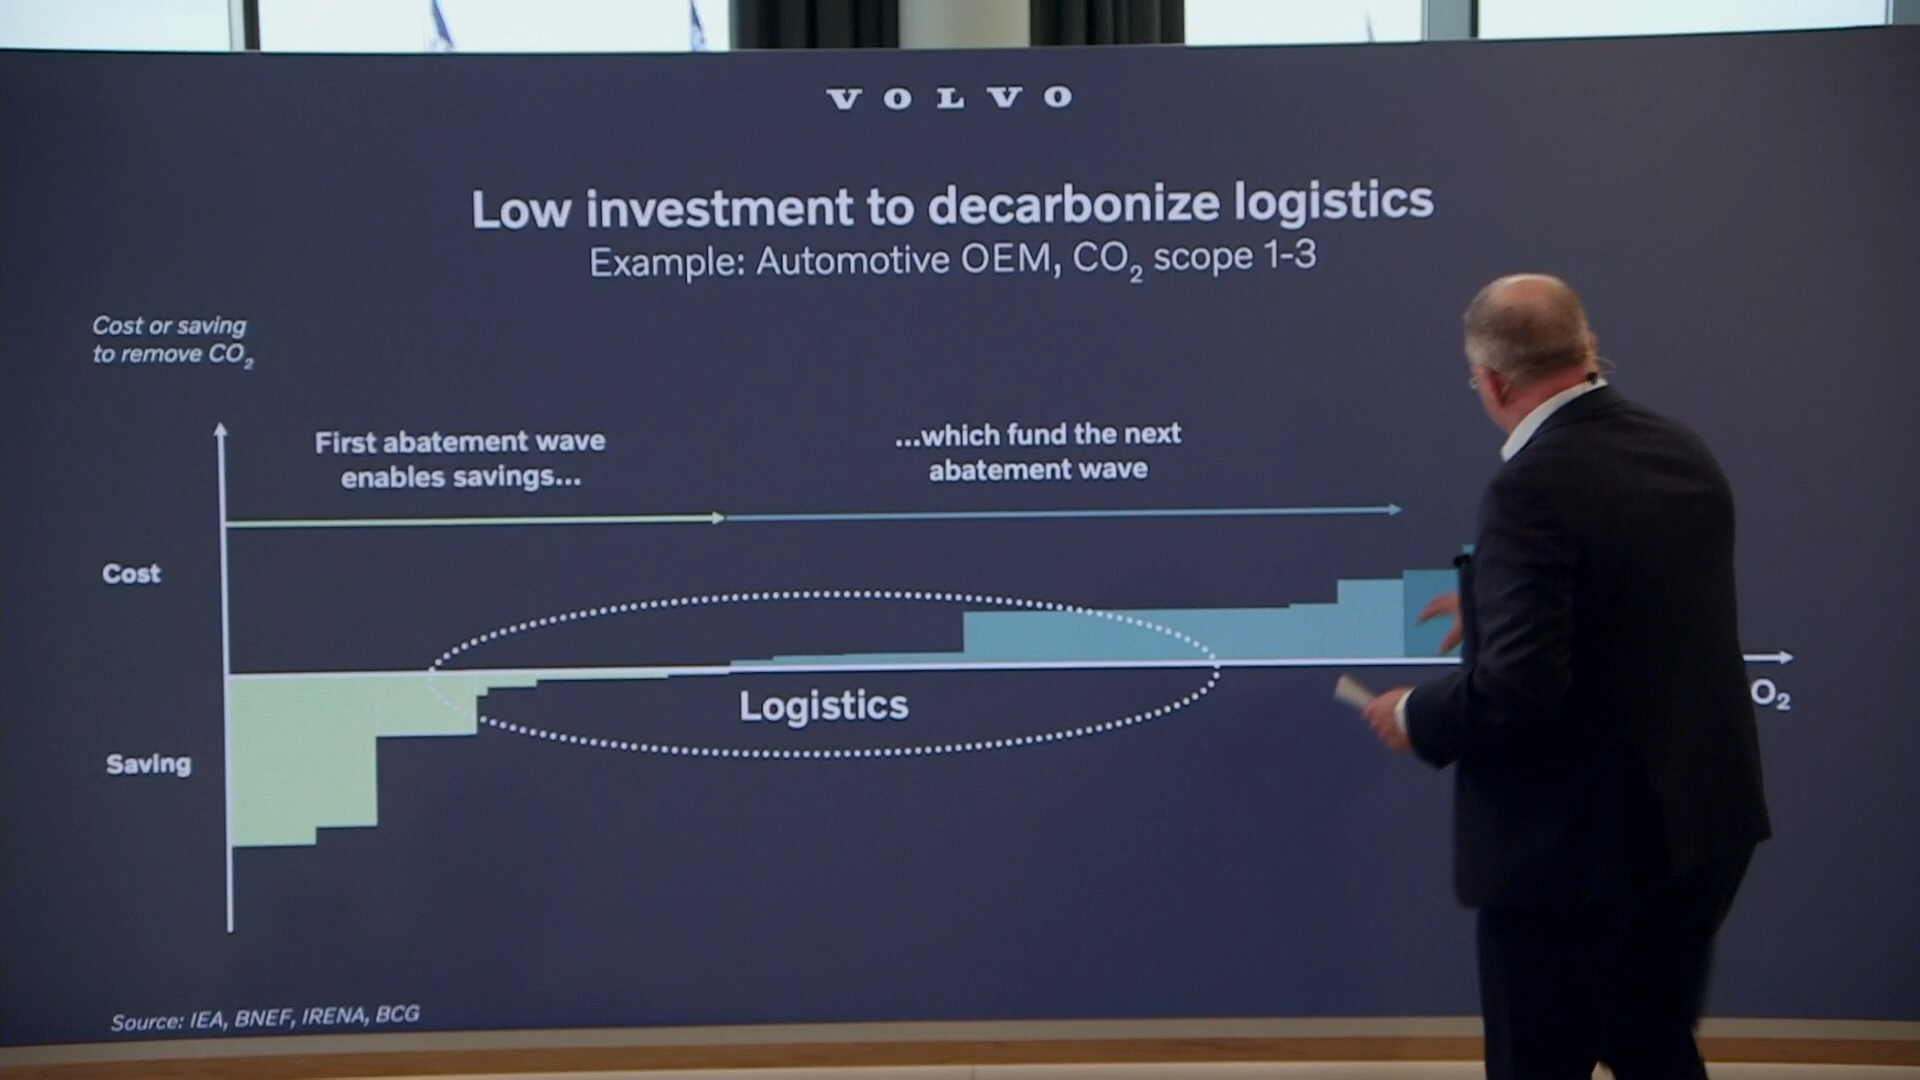 VOLVO
Low investment to decarbonize logistics
Example: Automotive OEM, CO₂ scope 1-3
Cost or saving
to remove CO₂
First abatement wave
enables savings...
...which fund the next
abatement wave
Cost
Logistics
O₂
Saving
Source: IEA, BNEF, IRENA, BCG